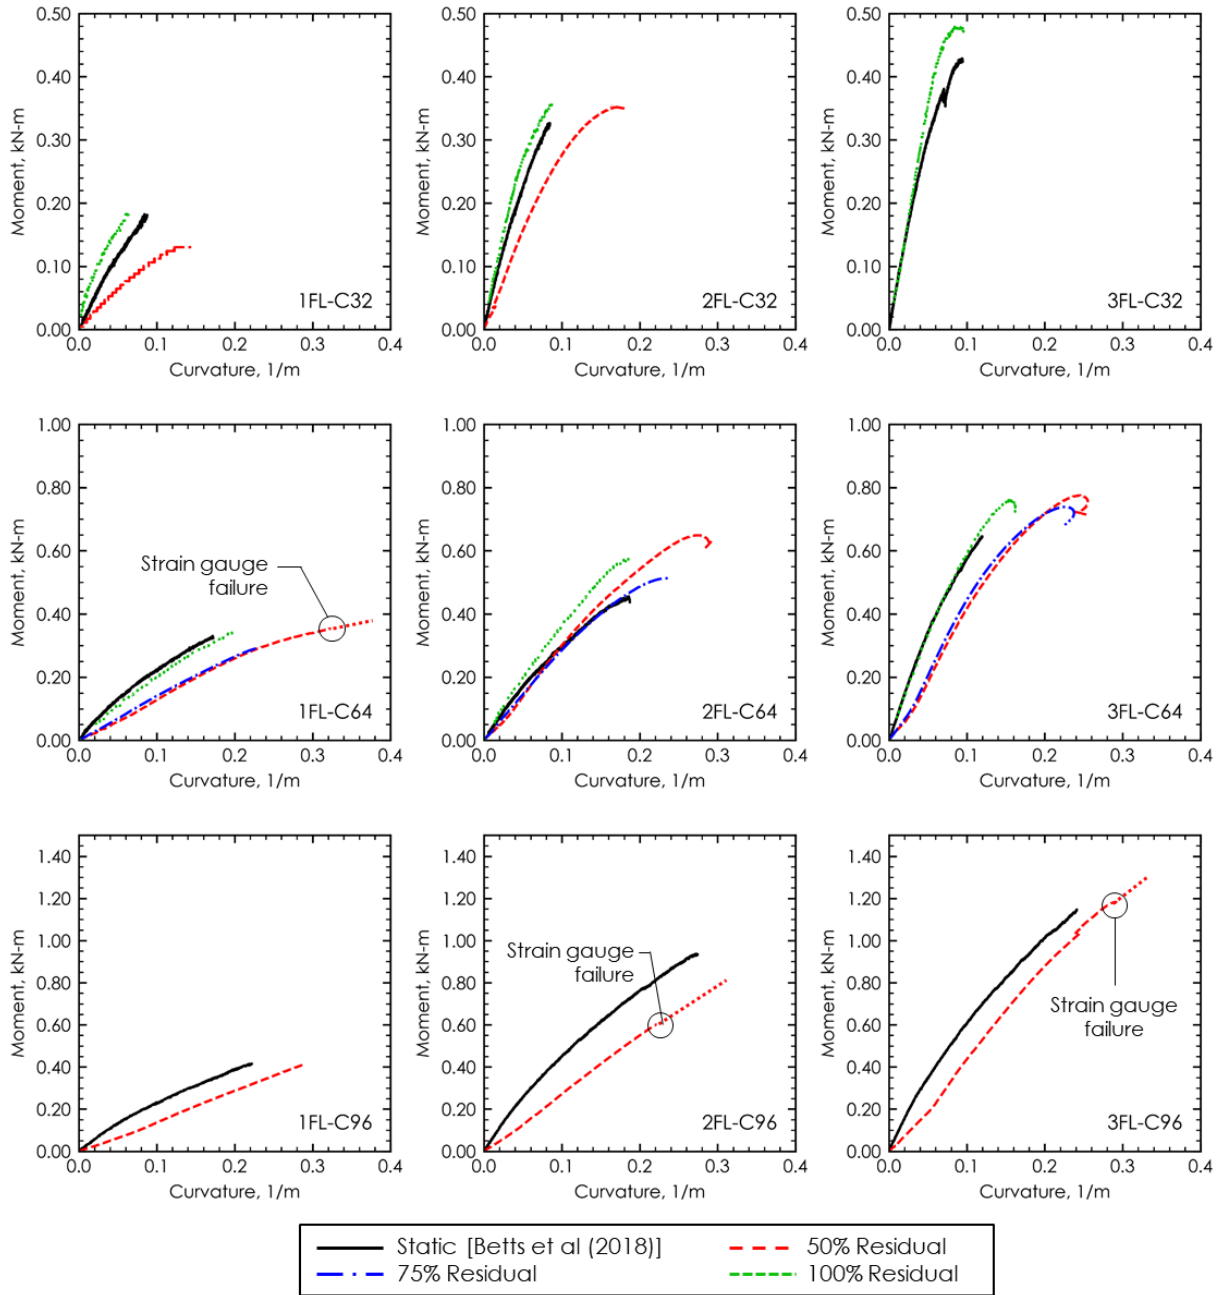 0.50
0.40
0.30
0.20
0.10
0.00
Moment, kN-m
1FL-C32
0.0 0.1 0.2 0.3 0.4
Curvature, 1/m
0.50
0.40
0.30
0.20
0.10
0.00
Moment, kN-m
2FL-C32
0.0 0.1 0.2 0.3 0.4
Curvature, 1/m
0.50
0.40
0.30
0.20
0.10
0.00
Moment, kN-m
3FL-C32
0.0 0.1 0.2 0.3 0.4
Curvature, 1/m
1.00
0.80
0.60
0.40
0.20
0.00
Moment, kN-m
Strain gauge
failure
1FL-C64
0.0 0.1 0.2 0.3 0.4
Curvature, 1/m
1.00
0.80
0.60
0.40
0.20
0.00
Moment, kN-m
2FL-C64
0.0 0.1 0.2 0.3 0.4
Curvature, 1/m
1.00
0.80
0.60
0.40
0.20
0.00
Moment, kN-m
3FL-C64
0.0 0.1 0.2 0.3 0.4
Curvature, 1/m
1.40
1.20
1.00
0.80
0.60
0.40
0.20
0.00
Moment, kN-m
1FL-C96
0.0 0.1 0.2 0.3 0.4
Curvature, 1/m
1.40
1.20
1.00
0.80
0.60
0.40
0.20
0.00
Moment, kN-m
Strain gauge
failure
2FL-C96
0.0 0.1 0.2 0.3 0.4
Curvature, 1/m
1.40
1.20
1.00
0.80
0.60
0.40
0.20
0.00
Moment, kN-m
Strain gauge
failure
3FL-C96
0.0 0.1 0.2 0.3 0.4
Curvature, 1/m
Static [Betts et al (2018)] 50% Residual
75% Residual 100% Residual